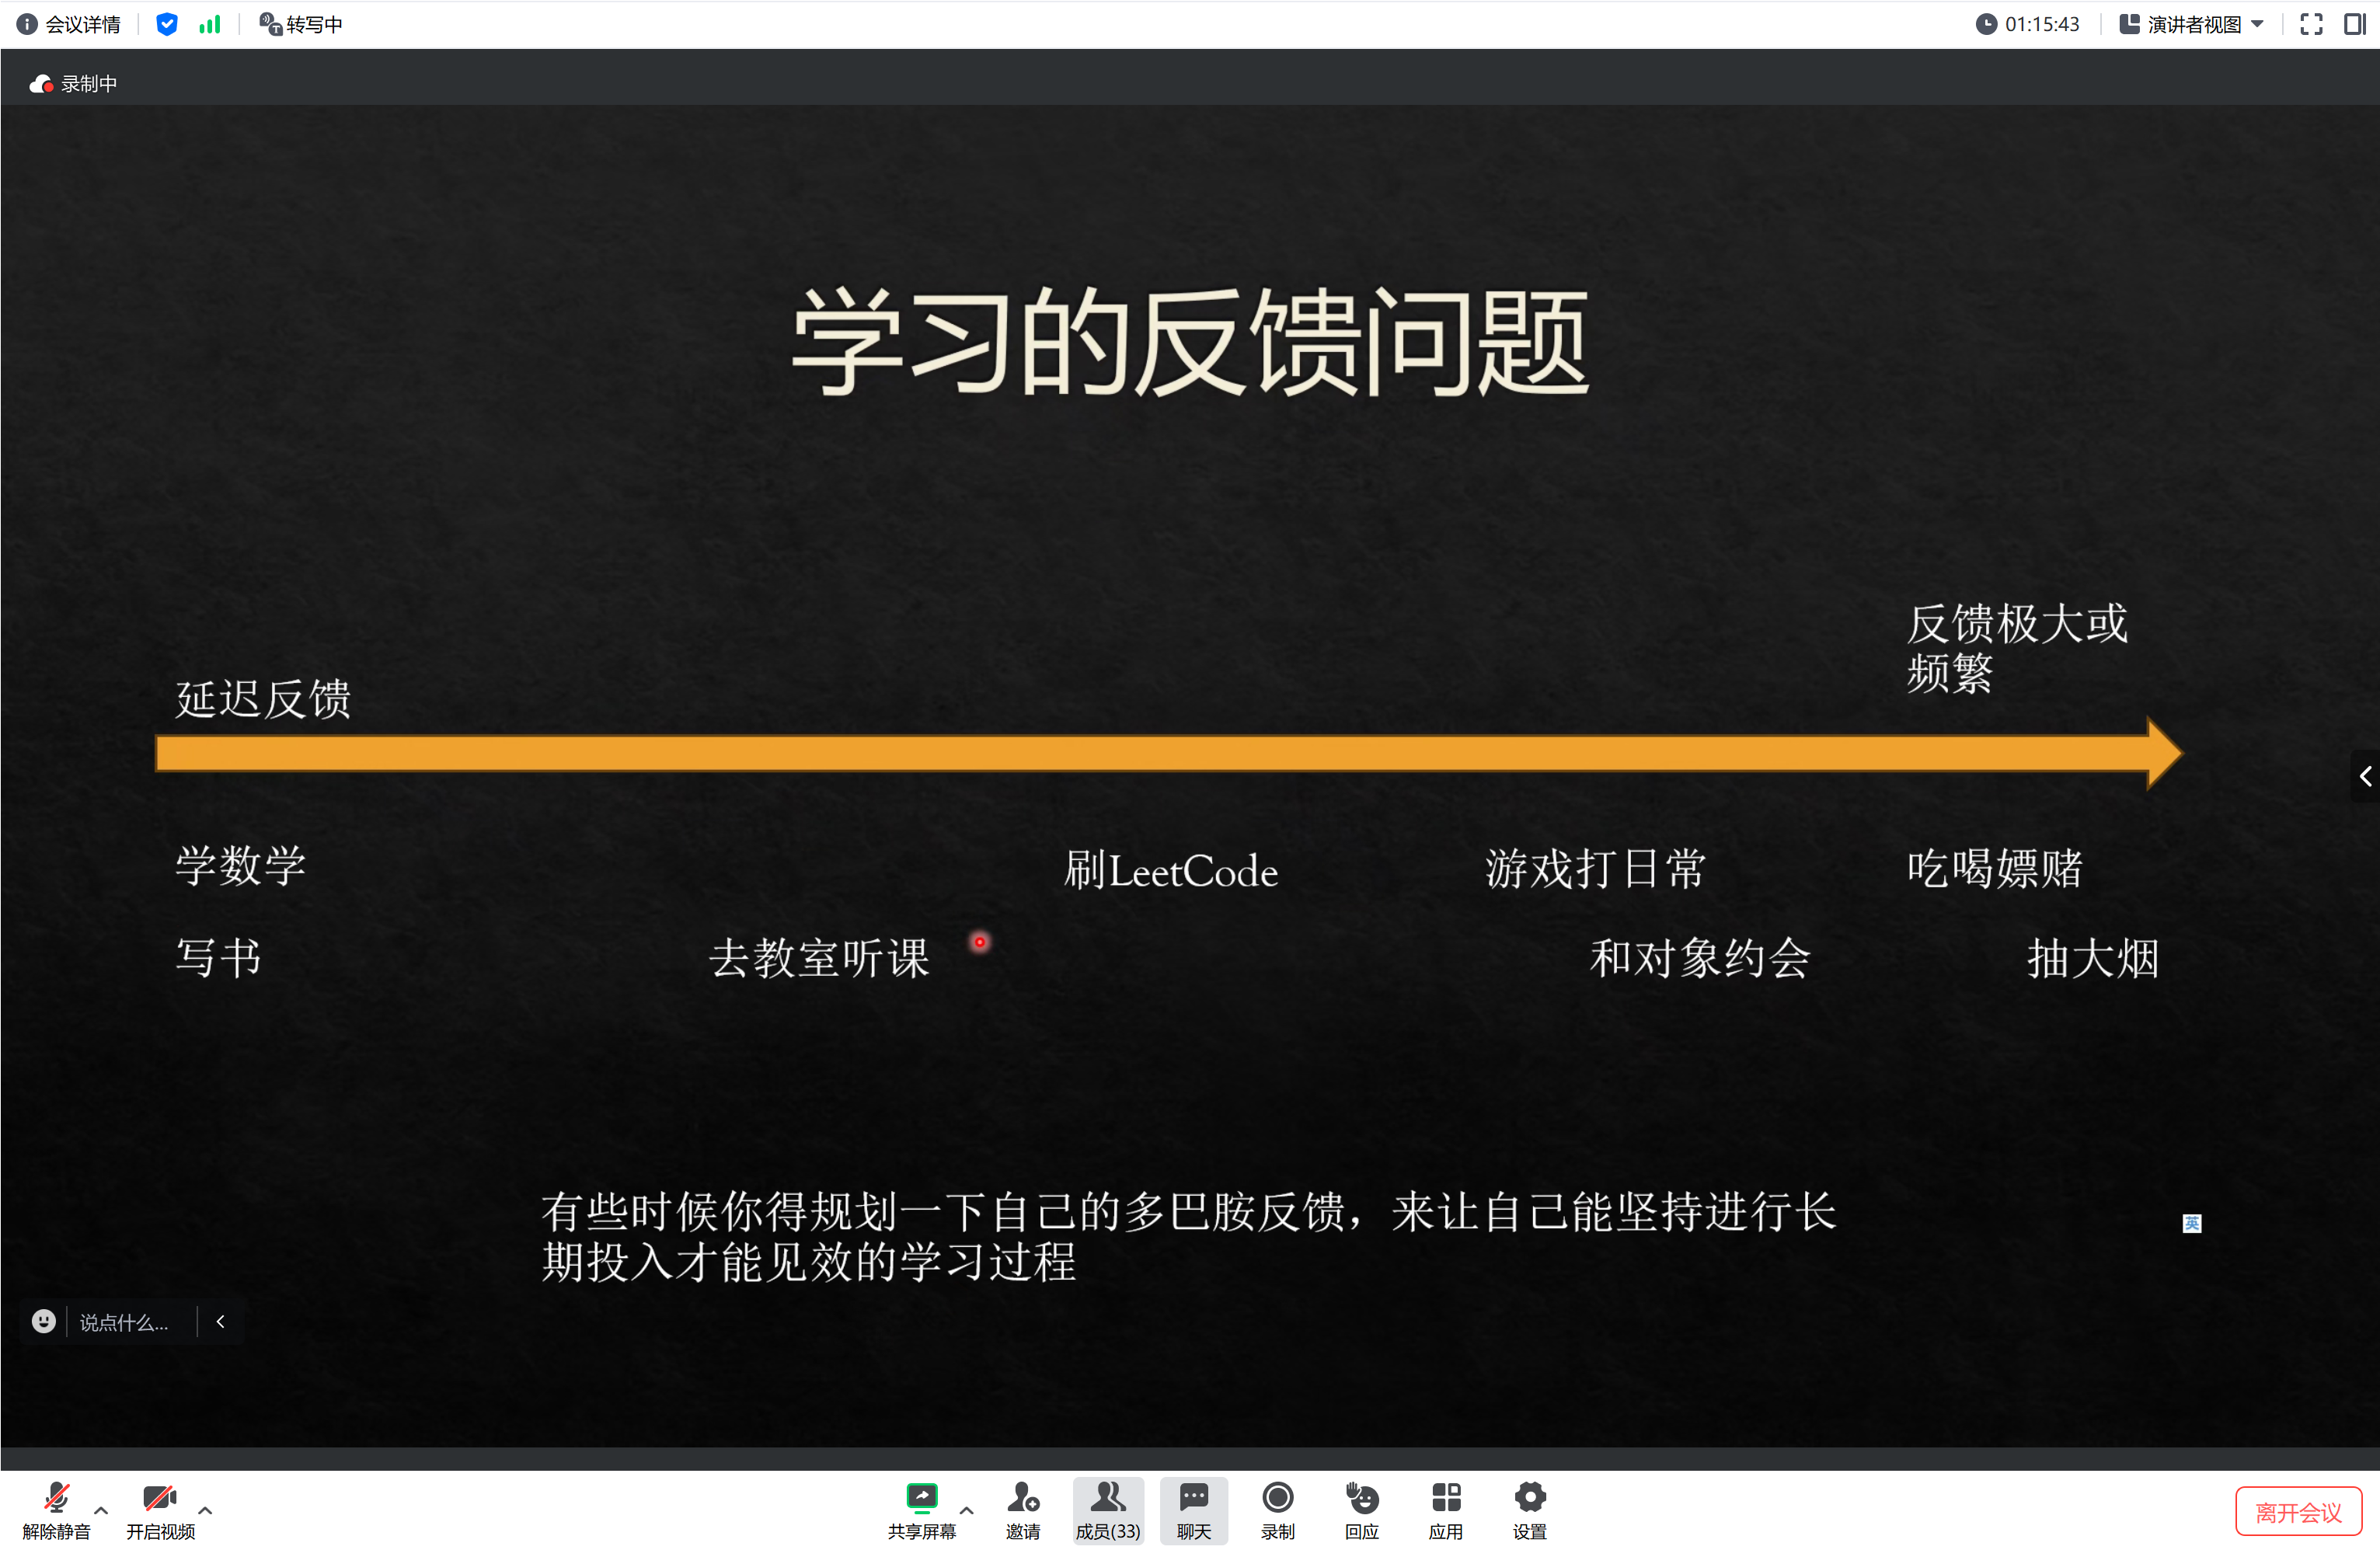 会议详情
转写中
01:15:43
演讲者视图
录制中
学习的反馈问题
反馈极大或
频繁
延迟反馈
学数学
刷LeetCode
游戏打日常
吃喝嫖赌
写书
去教室听课
和对象约会
抽大烟
有些时候你得规划一下自己的多巴胺反馈，来让自己能坚持进行长
期投入才能见效的学习过程
英
说点什么...
解除静音
开启视频
共享屏幕
邀请
成员(33)
聊天
录制
回应
应用
设置
离开会议